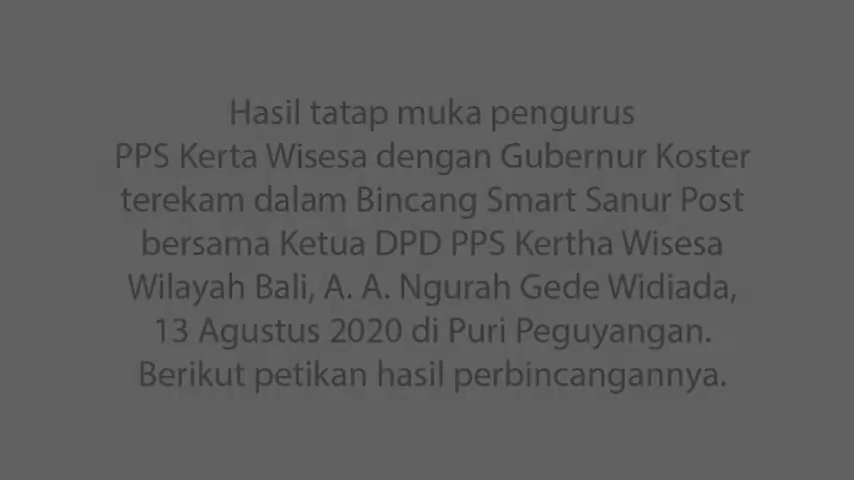 Hasil tatap muka pengurus
PPS Kerta Wisesa dengan Gubernur Koster
terekam dalam Bincang Smart Sanur Post
bersama Ketua DPD PPS Kertha Wisesa
Wilayah Bali, A. A. Ngurah Gede Widiada,
13 Agustus 2020 di Puri Peguyangan.
Berikut petikan hasil perbincangannya.